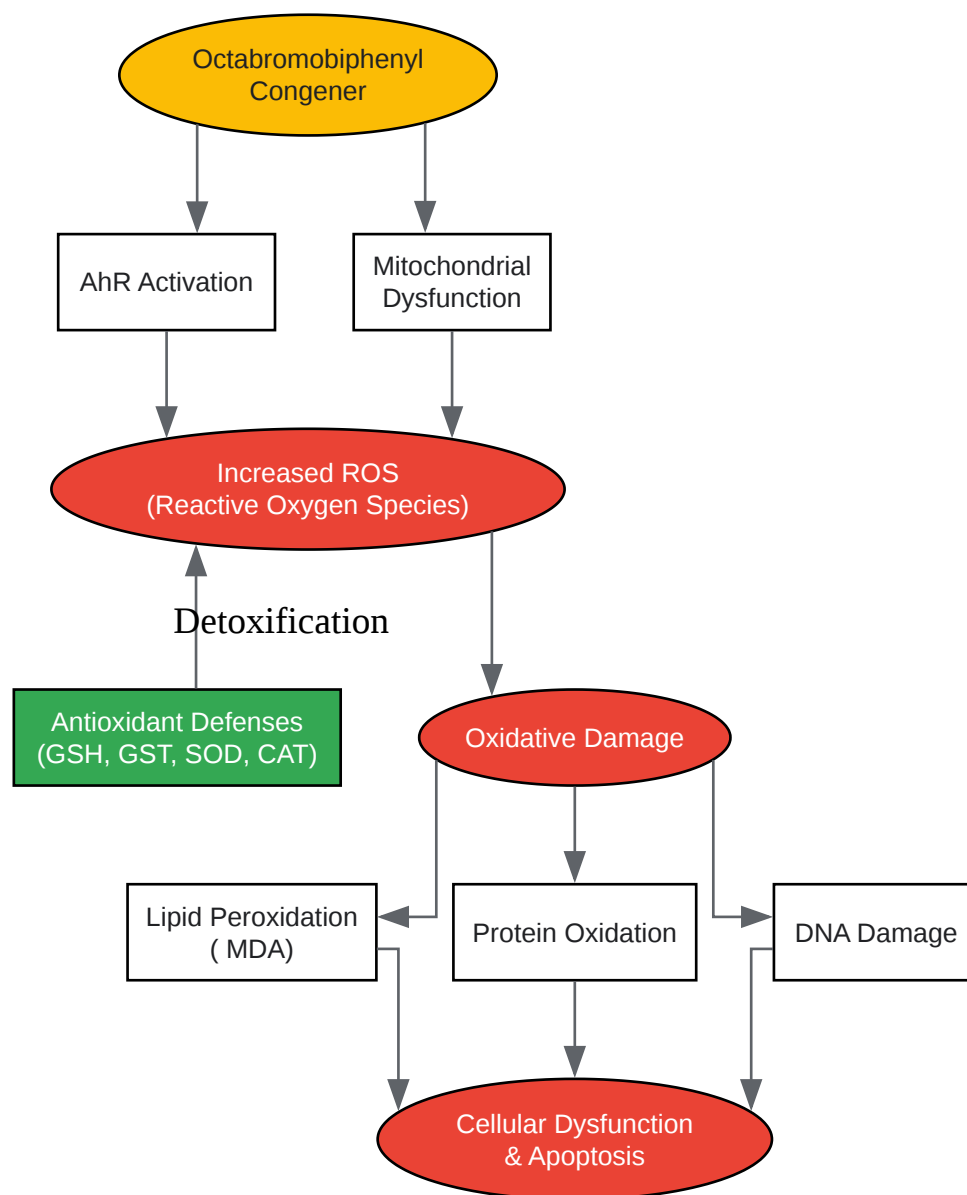 Octabromobiphenyl
Congener
AhR Activation
Mitochondrial
Dysfunction
Increased ROS
(Reactive Oxygen Species)
Detoxification
Antioxidant Defenses
(GSH, GST, SOD, CAT)
Oxidative Damage
Lipid Peroxidation
( MDA)
Protein Oxidation
DNA Damage
Cellular Dysfunction
& Apoptosis